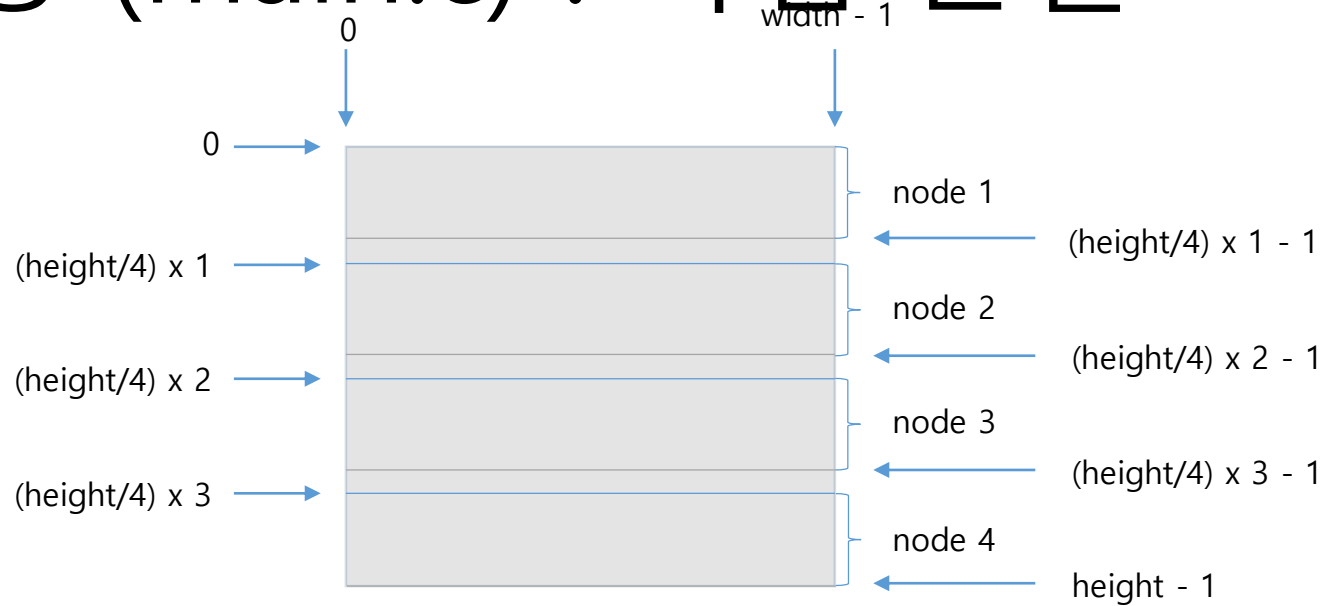 (main.c) :
0
width - 1
0
node 1
(height/4) x 1 - 1
(height/4) x 1
node 2
(height/4) x 2 - 1
(height/4) x 2
node 3
(height/4) x 3 - 1
(height/4) x 3
node 4
height - 1